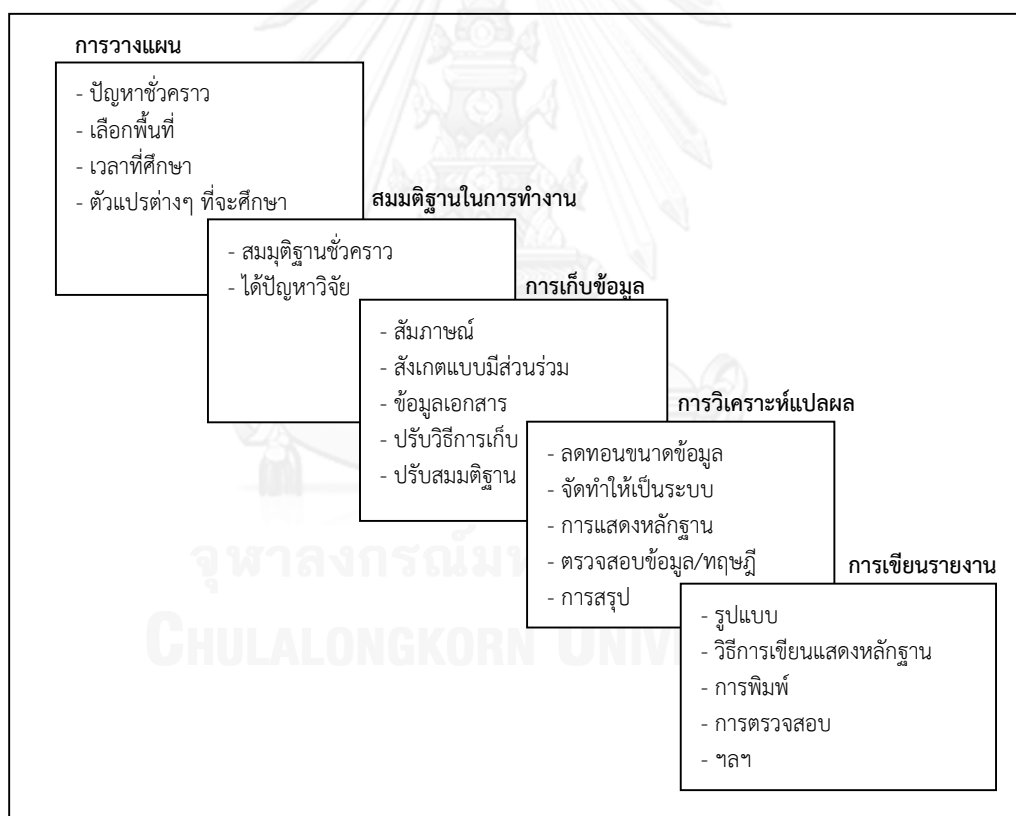 การวางแผน
- ปัญหาชั่วคราว
- เลือกพื้นที่
- เวลาที่ศึกษา
- ตัวแปรต่างๆ ที่จะศึกษา
สมมติฐานในการทำงาน
- สมมุติฐานชั่วคราว
- ได้ปัญหาวิจัย
การเก็บข้อมูล
- สัมภาษณ์
- สังเกตแบบมีส่วนร่วม
- ข้อมูลเอกสาร
- ปรับวิธีการเก็บ
- ปรับสมมติฐาน
การวิเคราะห์แปลผล
- ลดทอนขนาดข้อมูล
- จัดทำให้เป็นระบบ
- การแสดงหลักฐาน
- ตรวจสอบข้อมูล/ทฤษฎี
- การสรุป
การเขียนรายงาน
- รูปแบบ
- วิธีการเขียนแสดงหลักฐาน
- การพิมพ์
- การตรวจสอบ
- ฯลฯ
จุฬาลงกรณ์ม
CHULALONGKORN UNIV